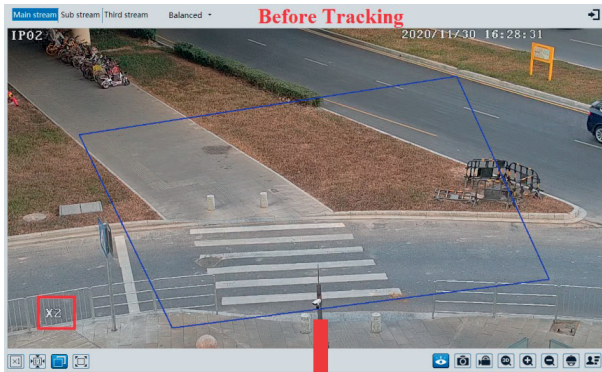 Main stream Sub stream Third stream Balanced Before Tracking
IP02 2020/11/30 16:28:31
X2